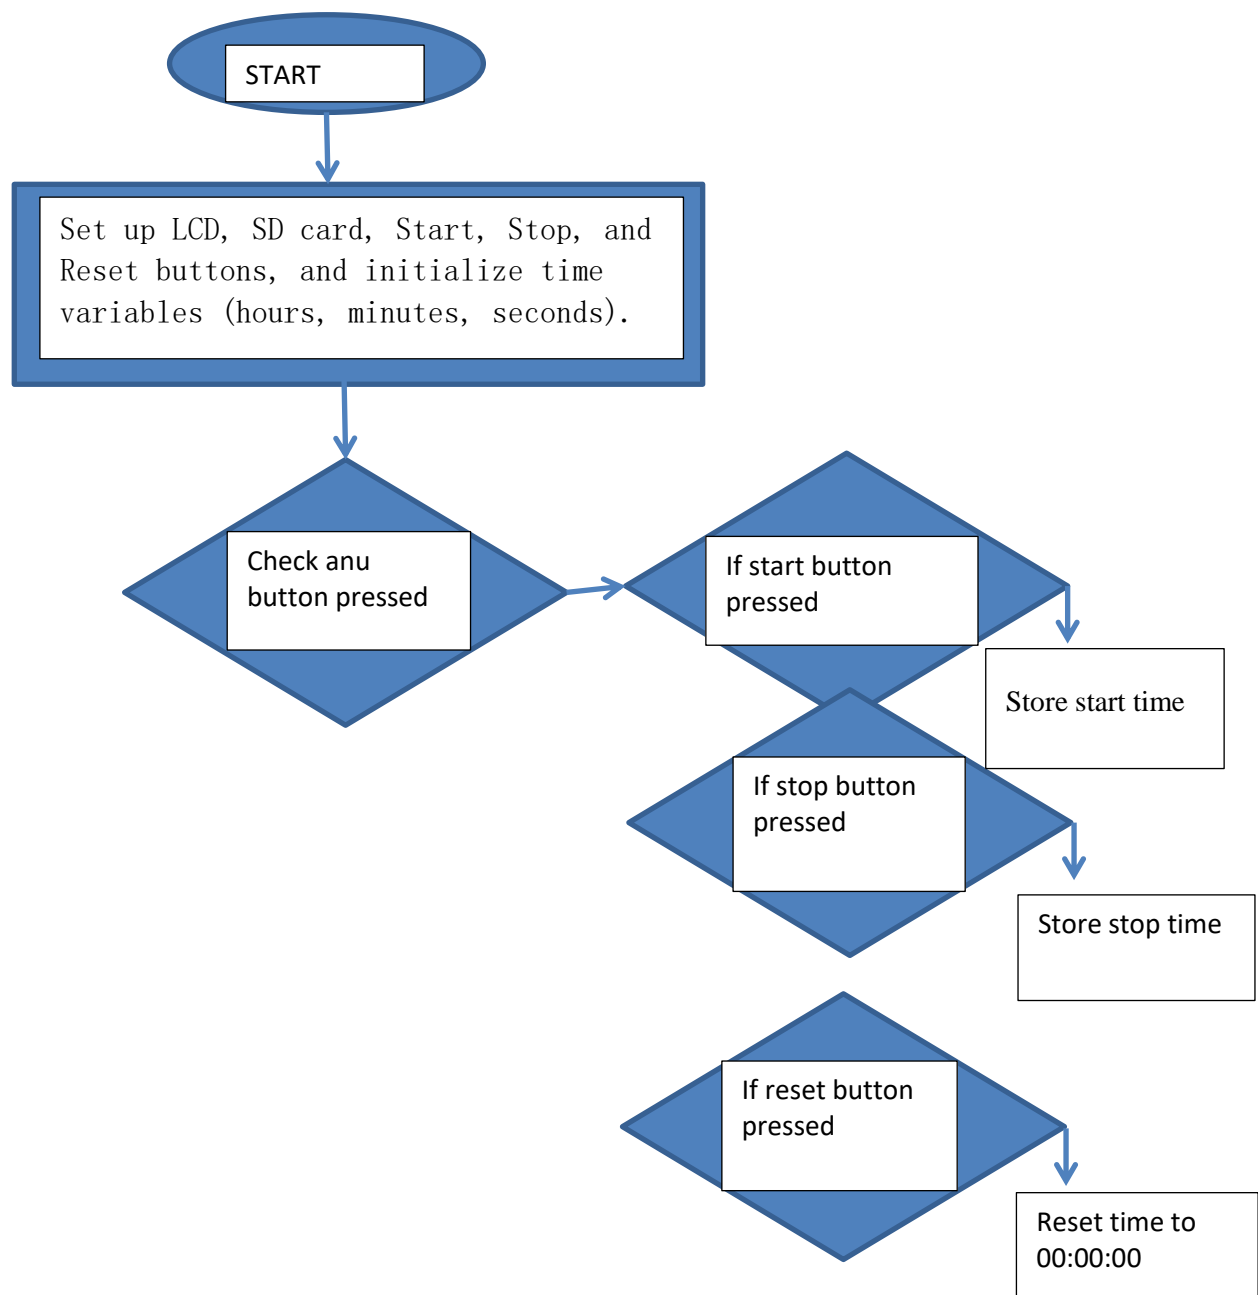 START
Set up LCD, SD card, Start, Stop, and
Reset buttons, and initialize time
variables (hours, minutes, seconds).
Check anu
button pressed
If start button
pressed
Store start time
If stop button
pressed
Store stop time
If reset button
pressed
Reset time to
00:00:00